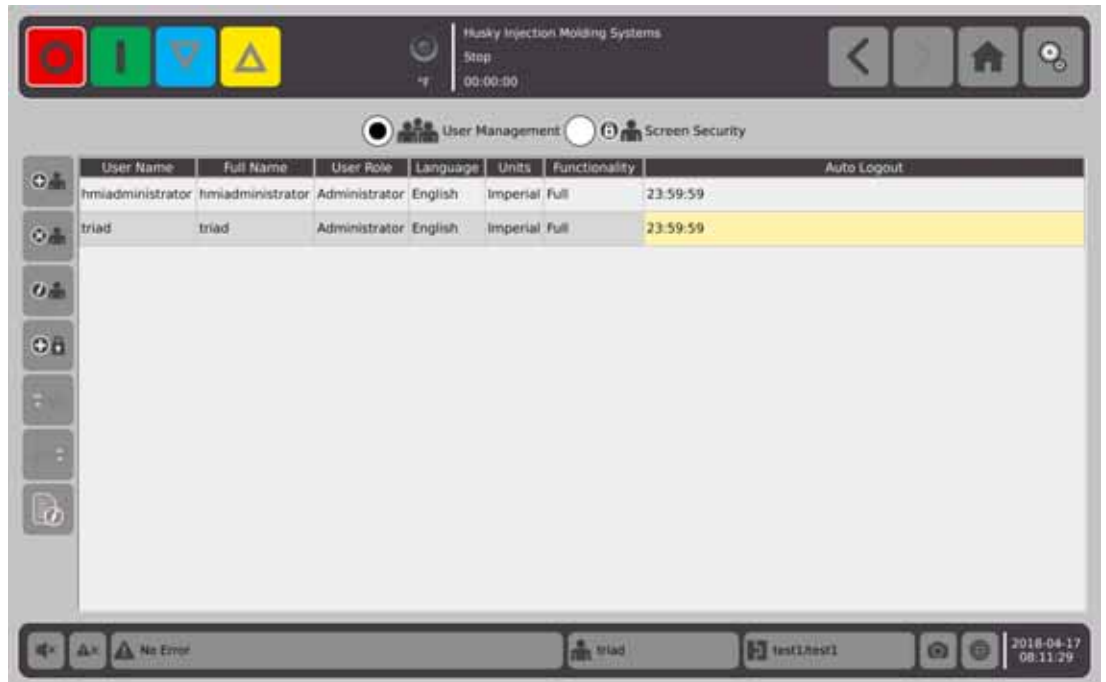 Husky Injection Molding Systems
Stop
°F 00:00:00
User Management Screen Security
User Name Full Name User Role Language Units Functionality Auto Logout
hmiadministrator hmiadministrator Administrator English Imperial Full 23:59:59
triad triad Administrator English Imperial Full 23:59:59
No Error triad test1/test1 2018-04-17
08:11:29